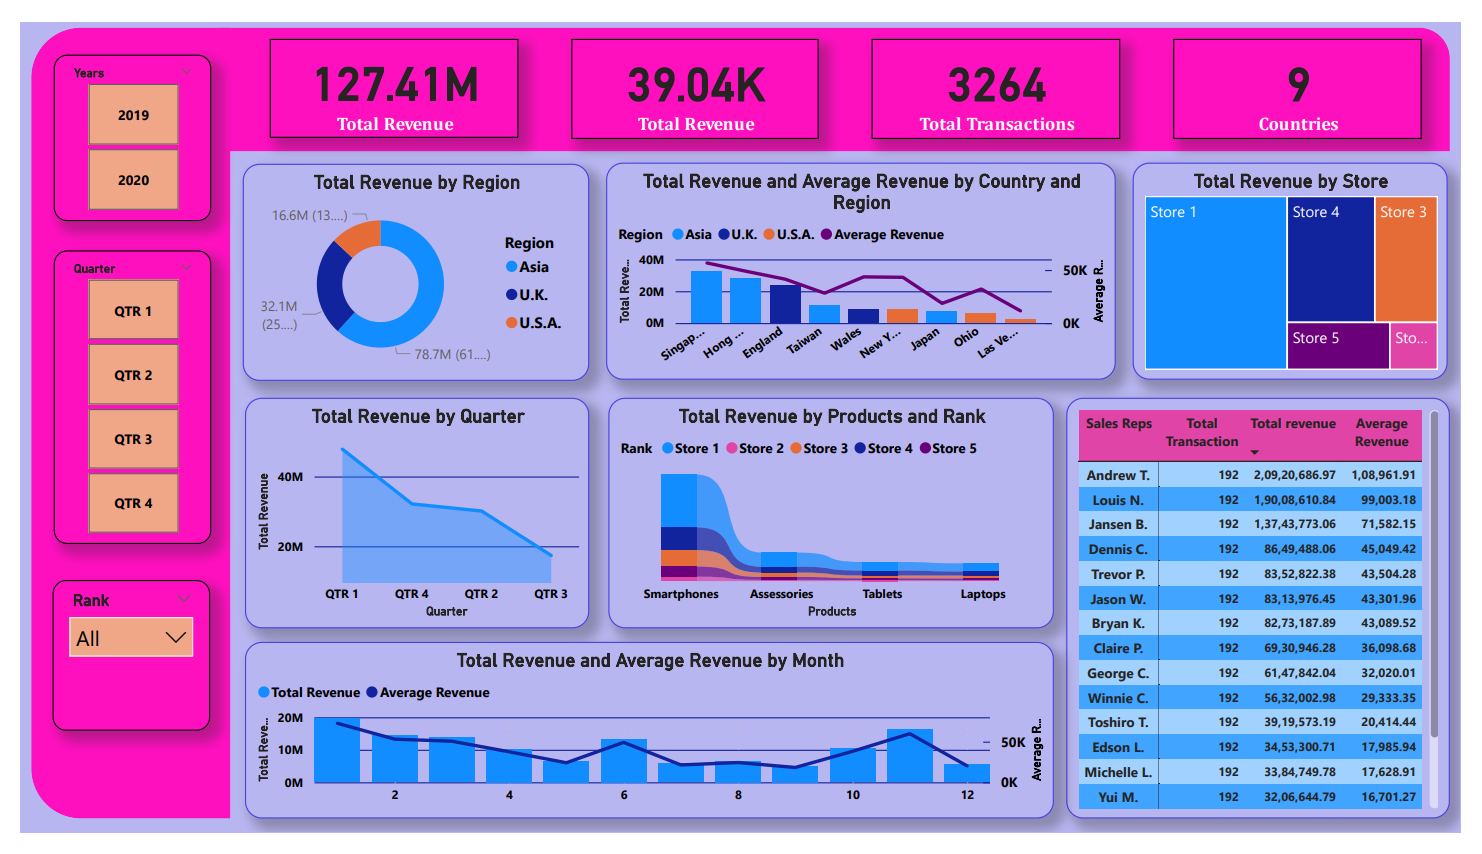 Years
2019
2020
Quarter
QTR 1
QTR 2
QTR 3
QTR 4
Rank
All
127.41M
Total Revenue
39.04K
Total Revenue
3264
Total Transactions
9
Countries
Total Revenue by Region
16.6M (13....)
32.1M
(25....)
78.7M (61....)
Region
Asia
U.K.
U.S.A.
Total Revenue and Average Revenue by Country and
Region
Region Asia U.K. U.S.A. Average Revenue
Total Reve...
40M
20M
0M
50K
0K
Average R...
Singap... Hong ... England Taiwan Wales New Y... Japan Ohio Las Ve...
Total Revenue by Store
Store 1
Store 4
Store 3
Store 5
Sto...
Total Revenue by Quarter
Total Revenue
40M
20M
QTR 1 QTR 4 QTR 2 QTR 3
Quarter
Total Revenue by Products and Rank
Rank Store 1 Store 2 Store 3 Store 4 Store 5
Smartphones Assessories Tablets Laptops
Products
Total Revenue and Average Revenue by Month
Total Revenue Average Revenue
Total Reve...
20M
10M
0M
50K
0K
Average R...
2 4 6 8 10 12
Sales Reps Total Total revenue Average
Transaction Revenue
Andrew T. 192 2,09,20,686.97 1,08,961.91
Louis N. 192 1,90,08,610.84 99,003.18
Jansen B. 192 1,37,43,773.06 71,582.15
Dennis C. 192 86,49,488.06 45,049.42
Trevor P. 192 83,52,822.38 43,504.28
Jason W. 192 83,13,976.45 43,301.96
Bryan K. 192 82,73,187.89 43,089.52
Claire P. 192 69,30,946.28 36,098.68
George C. 192 61,47,842.04 32,020.01
Winnie C. 192 56,32,002.98 29,333.35
Toshiro T. 192 39,19,573.19 20,414.44
Edson L. 192 34,53,300.71 17,985.94
Michelle L. 192 33,84,749.78 17,628.91
Yui M. 192 32,06,644.79 16,701.27